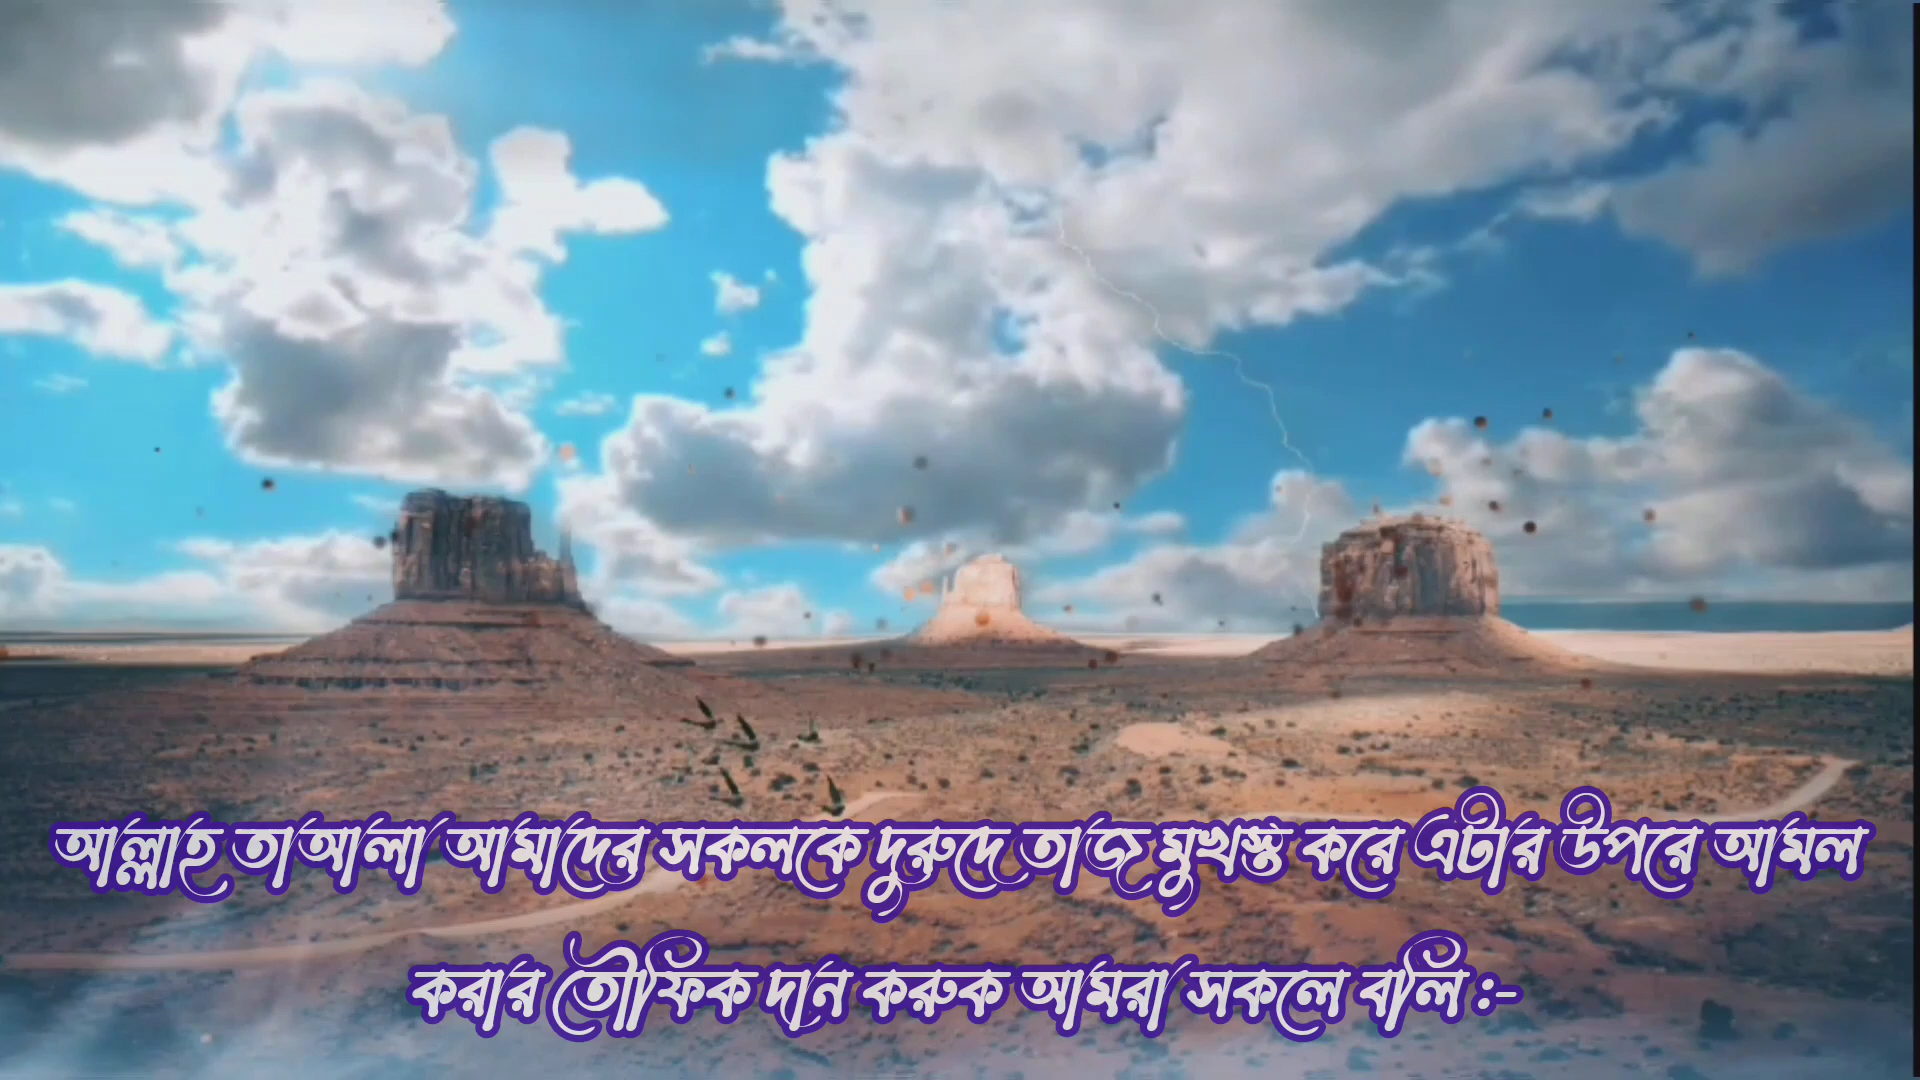 আল্লাহ তাআলা আমাদের সকলকে দুরুদে তাজ মুখস্ত করে এটার উপরে আমল
করার তৌফিক দান করুক আমরা সকলে বলি :-